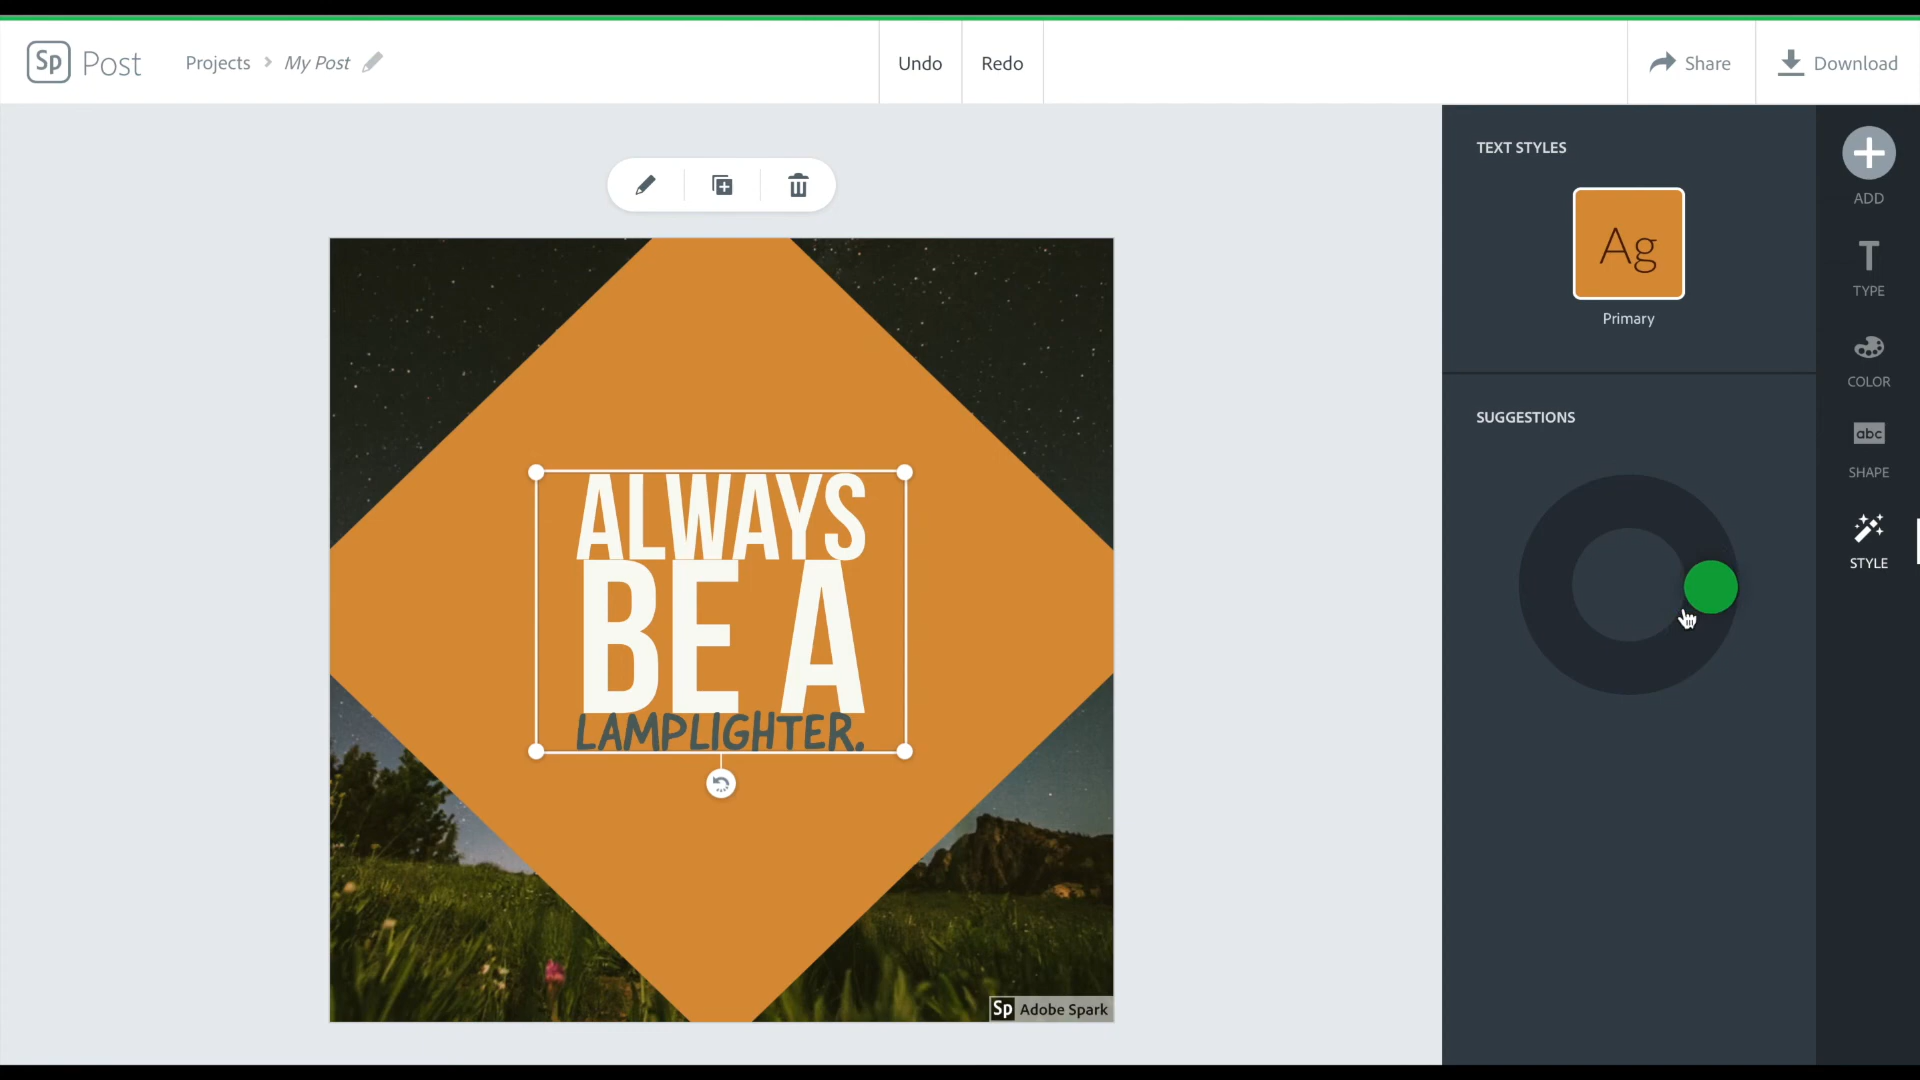 Sp Post
Projects > My Post
Undo
Redo
Share
Download
TEXT STYLES
Ag
Primary
SUGGESTIONS
ADD
T
TYPE
COLOR
abc
SHAPE
STYLE
ALWAYS
BE A
LAMPLIGHTER.
Sp Adobe Spark